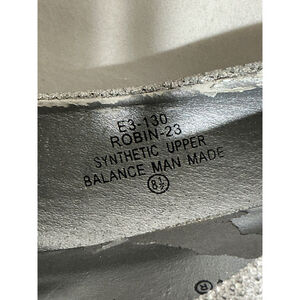 E3-130
ROBIN-23
SYNTHETIC UPPER
BALANCE MAN MADE
8½
®